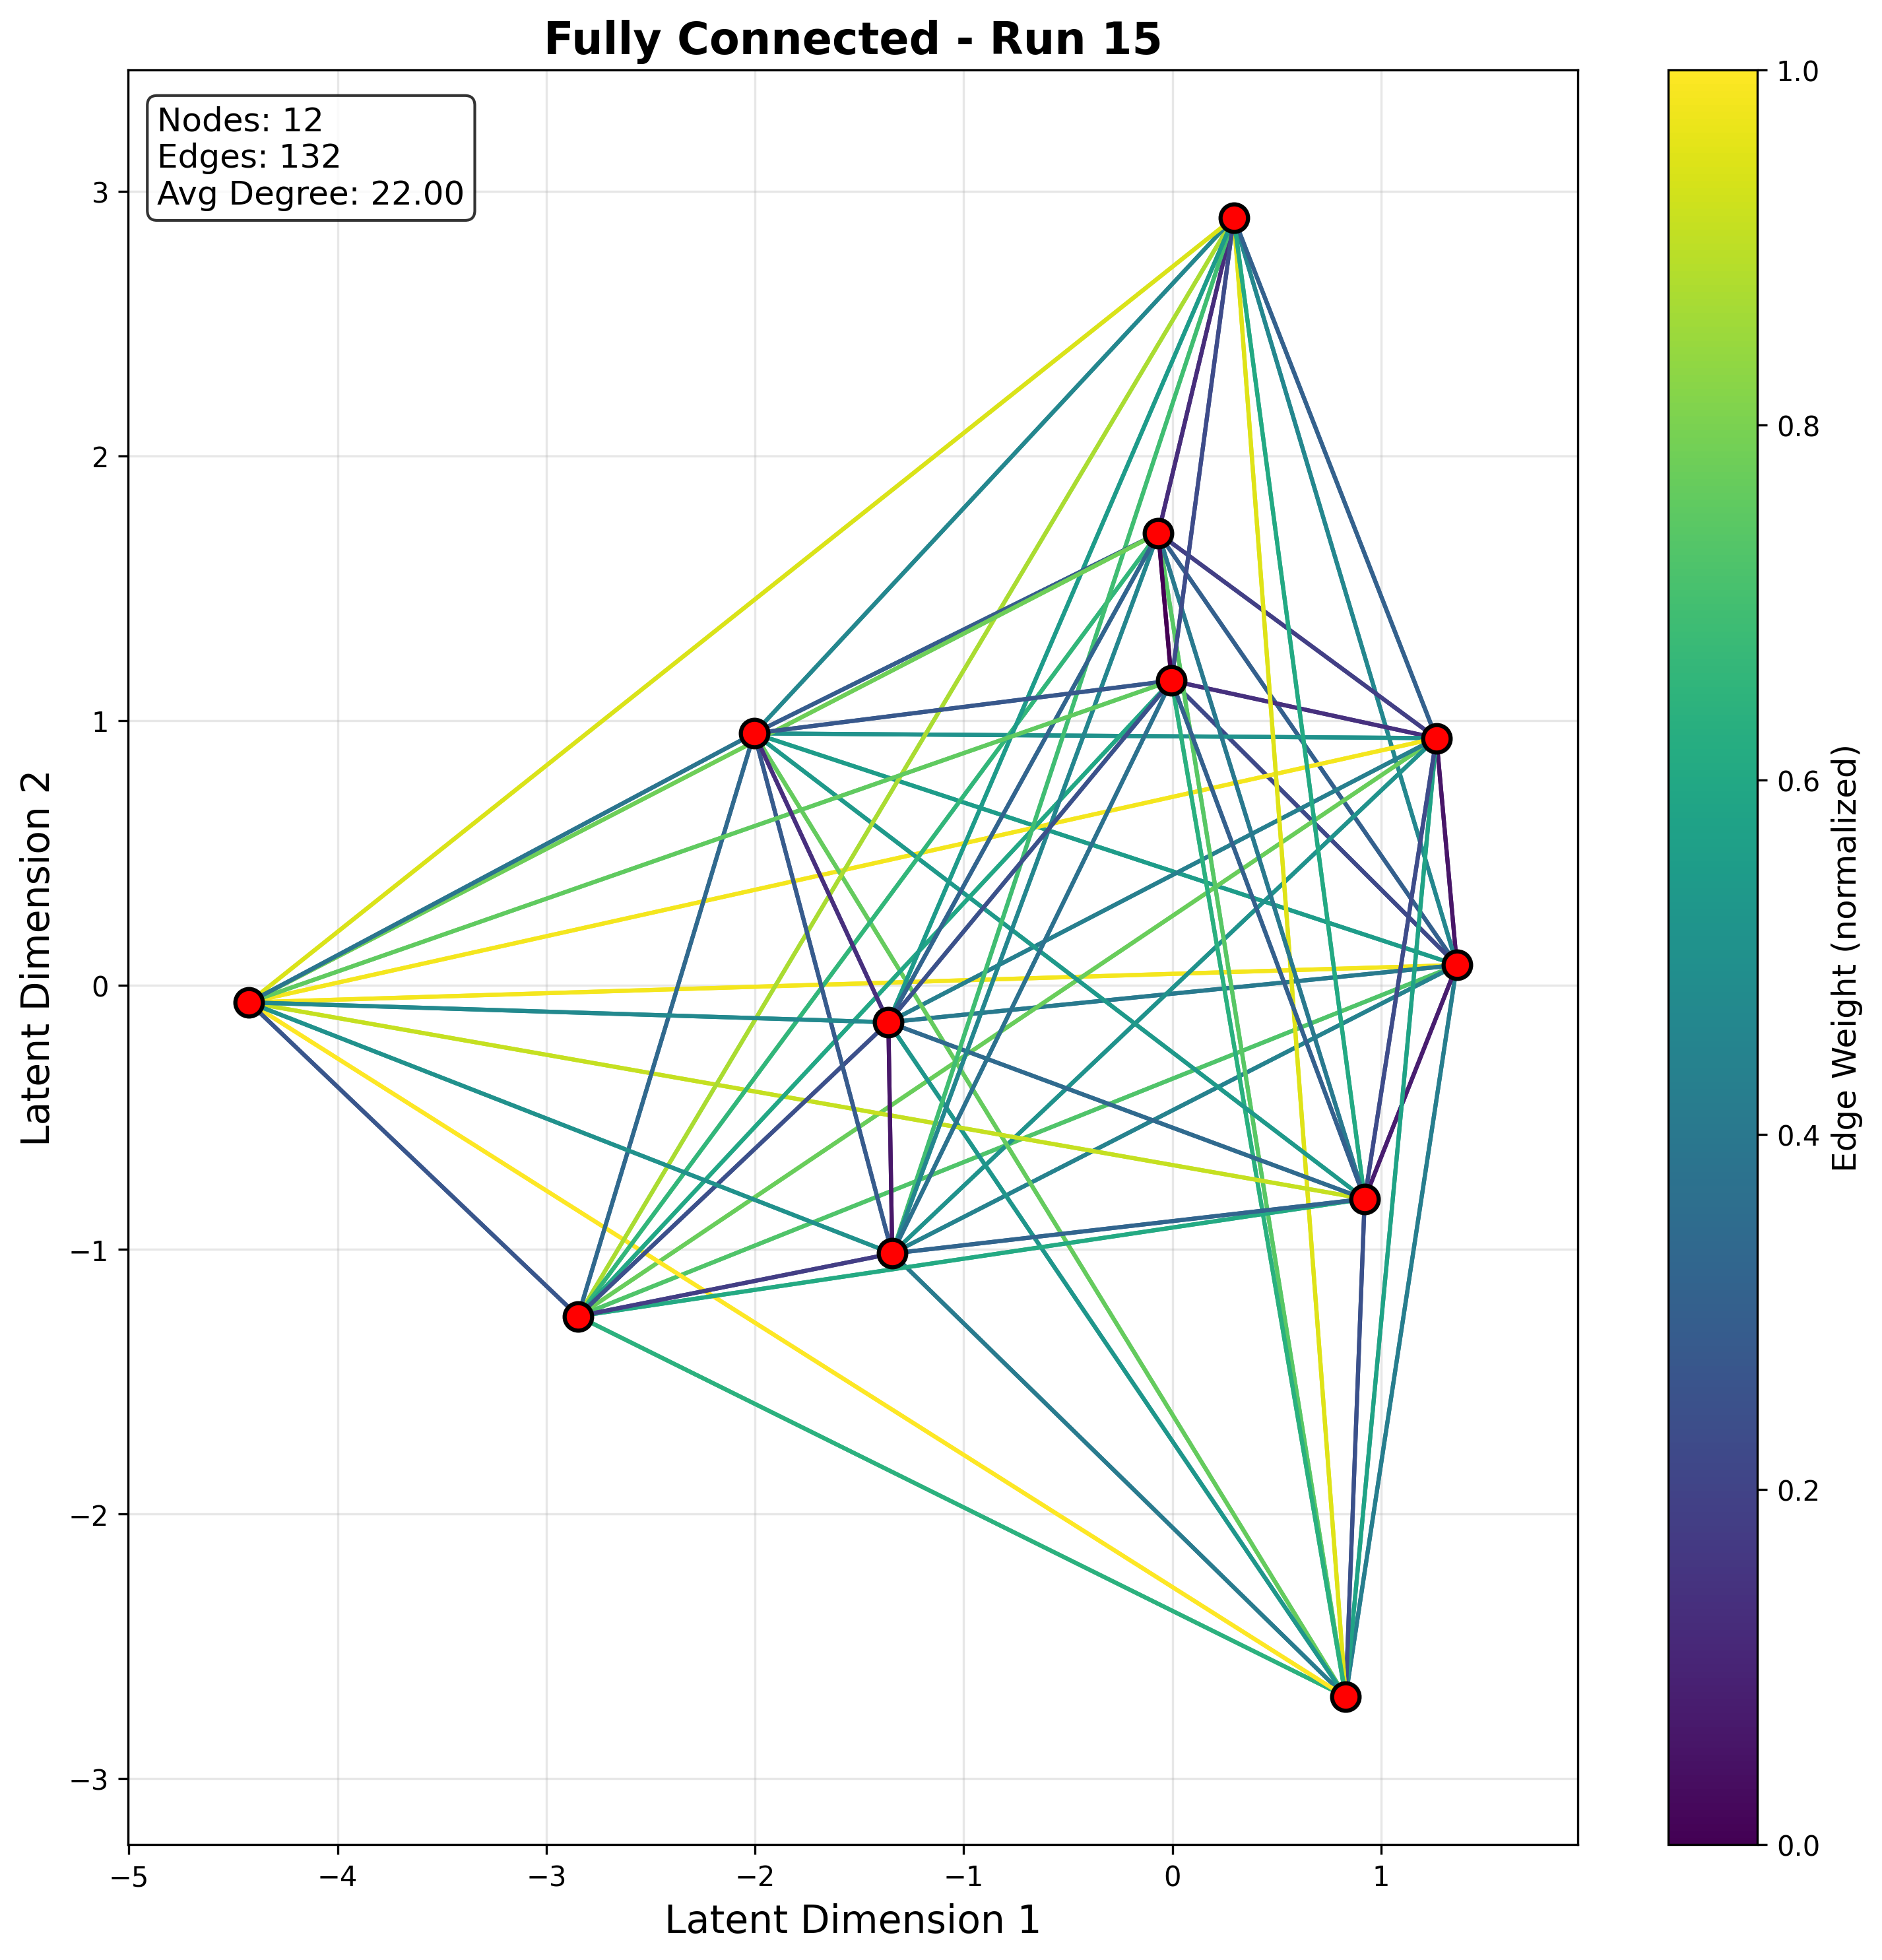 Fully Connected - Run 15
Nodes: 12
Edges: 132
Avg Degree: 22.00
3
2
1
0
−1
−2
−3
Latent Dimension 2
−5
−4
−3
−2
−1
0
1
Latent Dimension 1
1.0
0.8
0.6
0.4
0.2
0.0
Edge Weight (normalized)